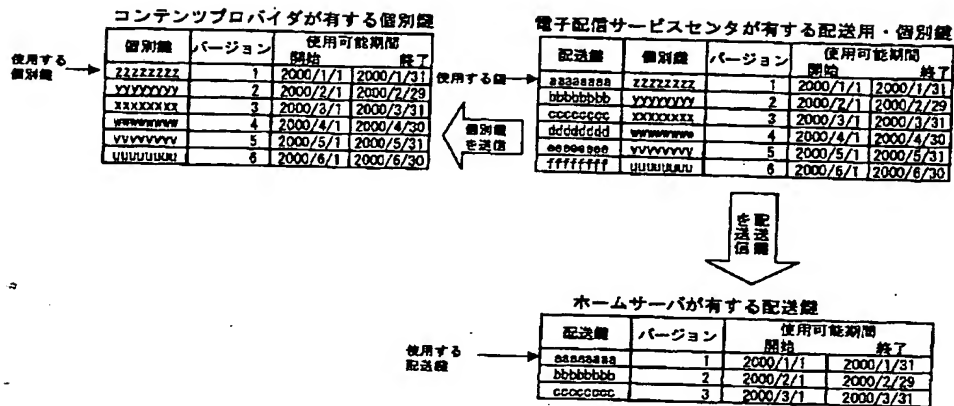 コンテンツプロバイダが有する個別鍵
使用する
個別鍵
個別鍵 バージョン 使用可能期間
開始 終了
zzzzzzzz 1 2000/1/1 2000/1/31
yyyyyyyy 2 2000/2/1 2000/2/29
xxxxxxxx 3 2000/3/1 2000/3/31
wwwwwwww 4 2000/4/1 2000/4/30
vvvvvvvv 5 2000/5/1 2000/5/31
uuuuuuuu 6 2000/6/1 2000/6/30
個別鍵
を送信
電子配信サービスセンタが有する配送用・個別鍵
使用する鍵
配送鍵 個別鍵 バージョン 使用可能期間
開始 終了
aaaaaaaa zzzzzzzz 1 2000/1/1 2000/1/31
bbbbbbbb yyyyyyyy 2 2000/2/1 2000/2/29
cccccccc xxxxxxxx 3 2000/3/1 2000/3/31
dddddddd wwwwwwww 4 2000/4/1 2000/4/30
eeeeeeee vvvvvvvv 5 2000/5/1 2000/5/31
ffffffff uuuuuuuu 6 2000/6/1 2000/6/30
配送鍵
を送信
ホームサーバが有する配送鍵
使用する
配送鍵
配送鍵 バージョン 使用可能期間
開始 終了
aaaaaaaa 1 2000/1/1 2000/1/31
bbbbbbbb 2 2000/2/1 2000/2/29
cccccccc 3 2000/3/1 2000/3/31